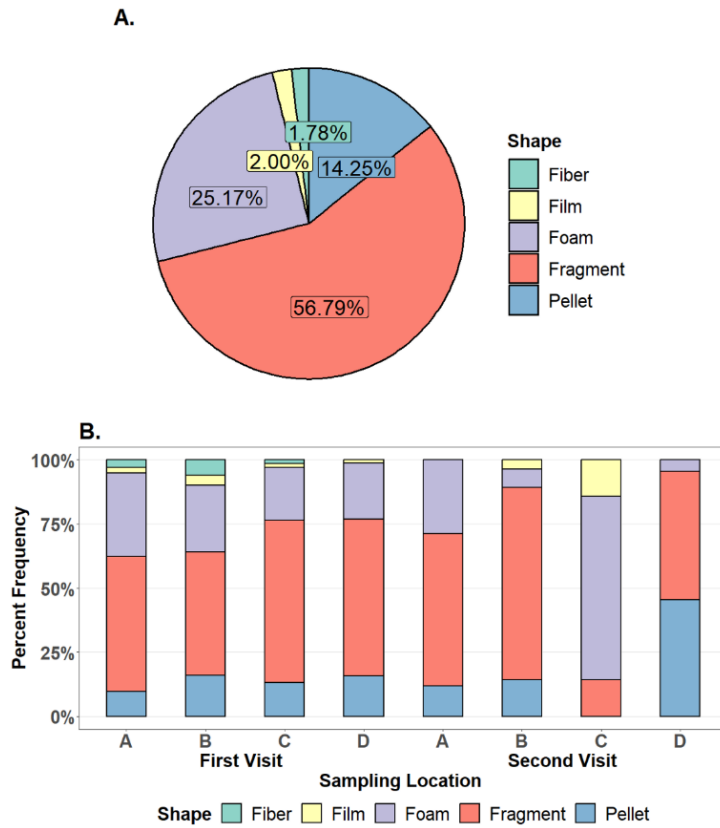 A.
1.78%
2.00%
14.25%
25.17%
56.79%
Shape
Fiber
Film
Foam
Fragment
Pellet
B.
Percent Frequency
100%
75%
50%
25%
0%
A B C D A B C D
First Visit Second Visit
Sampling Location
Shape Fiber Film Foam Fragment Pellet